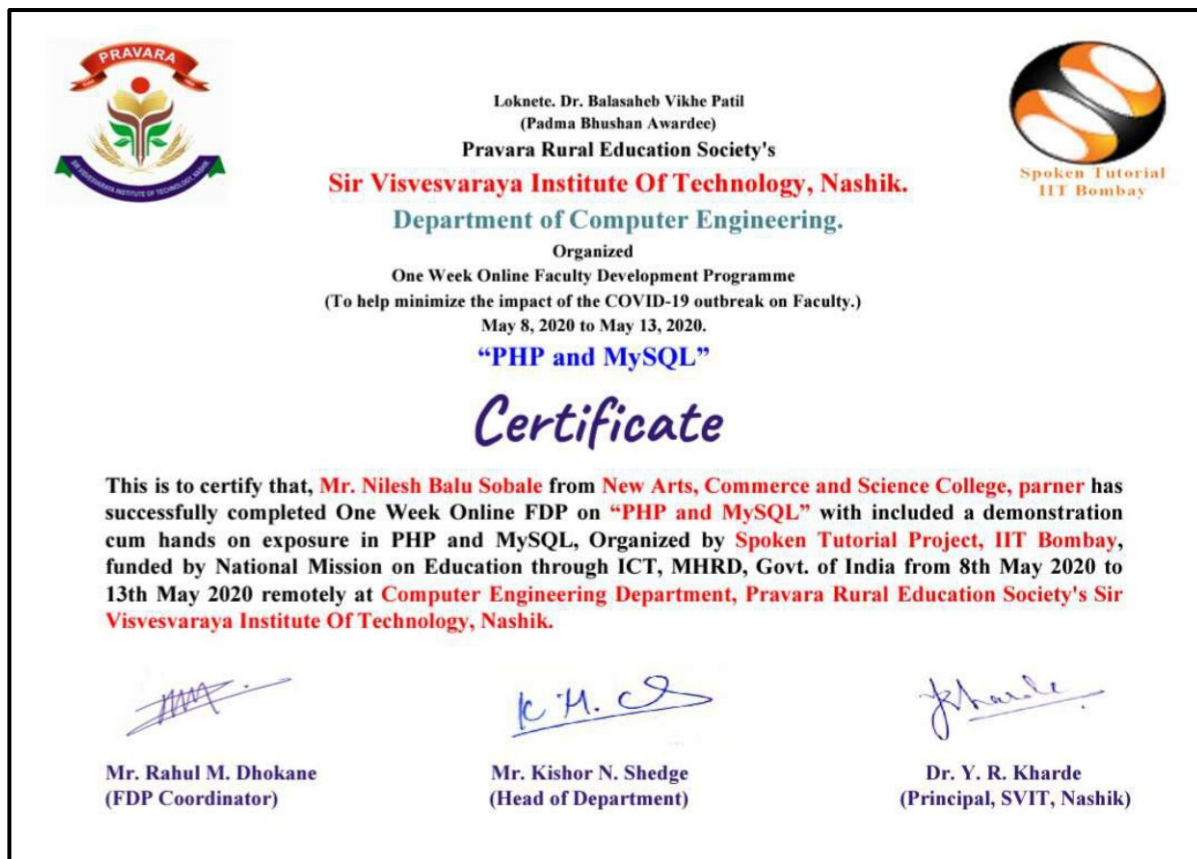 PRAVARA
SIR VISVESVARAYA INSTITUTE OF TECHNOLOGY, NASHIK
Spoken Tutorial
IIT Bombay
Loknete. Dr. Balasaheb Vikhe Patil
(Padma Bhushan Awardee)
Pravara Rural Education Society's
Sir Visvesvaraya Institute Of Technology, Nashik.
Department of Computer Engineering.
Organized
One Week Online Faculty Development Programme
(To help minimize the impact of the COVID-19 outbreak on Faculty.)
May 8, 2020 to May 13, 2020.
“PHP and MySQL”
Certificate
This is to certify that, Mr. Nilesh Balu Sobale from New Arts, Commerce and Science College, parner has
successfully completed One Week Online FDP on “PHP and MySQL” with included a demonstration
cum hands on exposure in PHP and MySQL, Organized by Spoken Tutorial Project, IIT Bombay,
funded by National Mission on Education through ICT, MHRD, Govt. of India from 8th May 2020 to
13th May 2020 remotely at Computer Engineering Department, Pravara Rural Education Society's Sir
Visvesvaraya Institute Of Technology, Nashik.
Mr. Rahul M. Dhokane
(FDP Coordinator)
Mr. Kishor N. Shedge
(Head of Department)
Dr. Y. R. Kharde
(Principal, SVIT, Nashik)